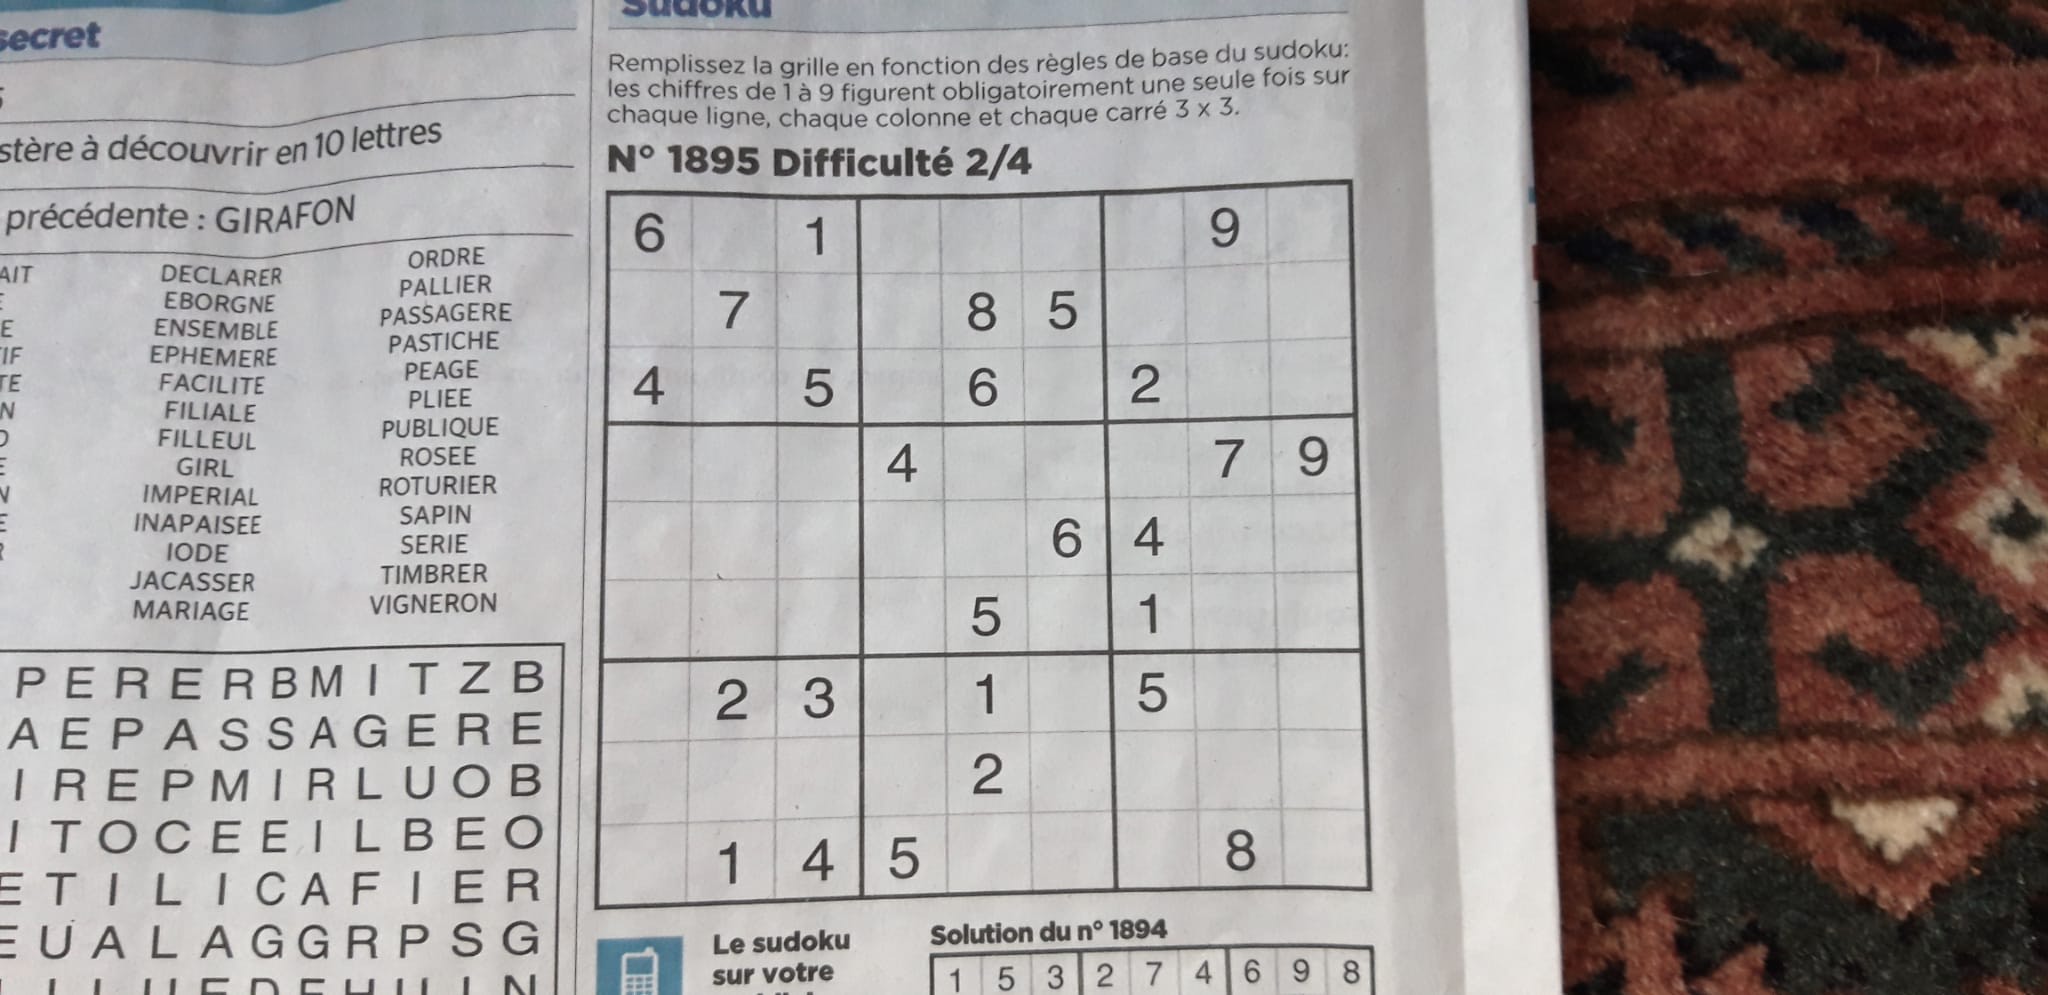 secret
Sudoku
Remplissez la grille en fonction des règles de base du sudoku:
les chiffres de 1 à 9 figurent obligatoirement une seule fois sur
chaque ligne, chaque colonne et chaque carré 3 x 3.
N° 1895 Difficulté 2/4
en 10 lettres
découvrir
précédente : GIRAFON
DECLARER
EBORGNE
ENSEMBLE
EPHEMERE
FACILITE
FILIALE
FILLEUL
GIRL
IMPERIAL
INAPAISEE
IODE
JACASSER
MARIAGE
ORDRE
PALLIER
PASSAGERE
PASTICHE
PEAGE
PLIEE
PUBLIQUE
ROSEE
ROTURIER
SAPIN
SERIE
TIMBRER
VIGNERON
P E R E R B M I T Z B
A E P A S S A G E R E
I R E P M I R L U O B
I T O C E E I L B E O
E T I L I C A F I E R
E U A L A G G R P S G
6 1 9
7 8 5
4 5 6 2
4 7 9
6 4
5 1
2 3 1 5
2
1 4 5 8
Le sudoku
sur votre
Solution du n° 1894
1 5 3 2 7 4 6 9 8